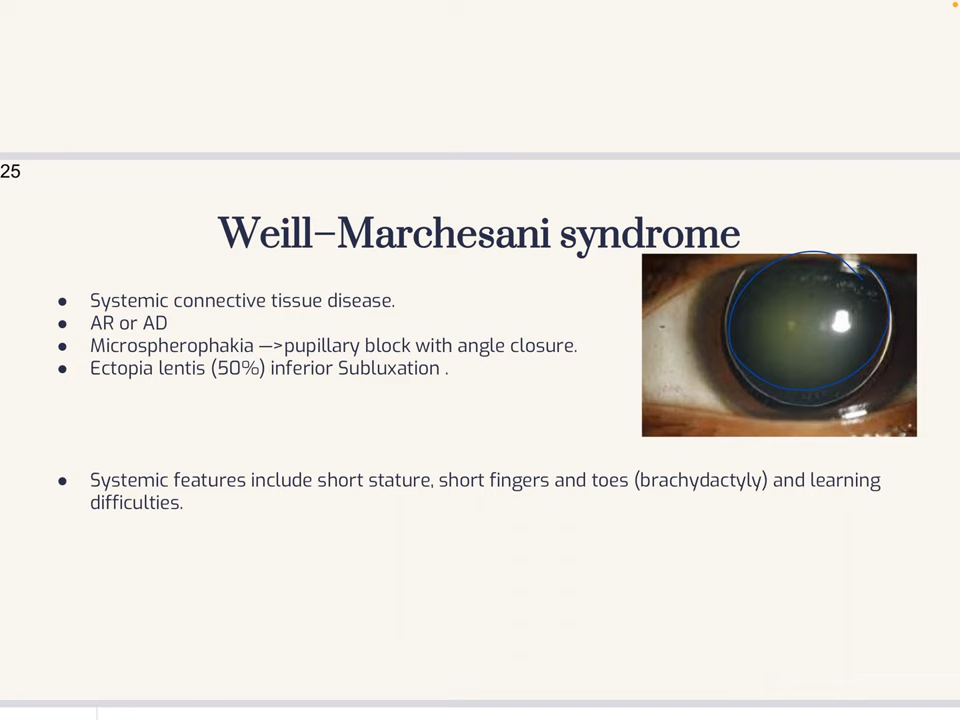 25
Weill–Marchesani syndrome
● Systemic connective tissue disease.
● AR or AD
● Microspherophakia —>pupillary block with angle closure.
● Ectopia lentis (50%) inferior Subluxation .
● Systemic features include short stature, short fingers and toes (brachydactyly) and learning
difficulties.